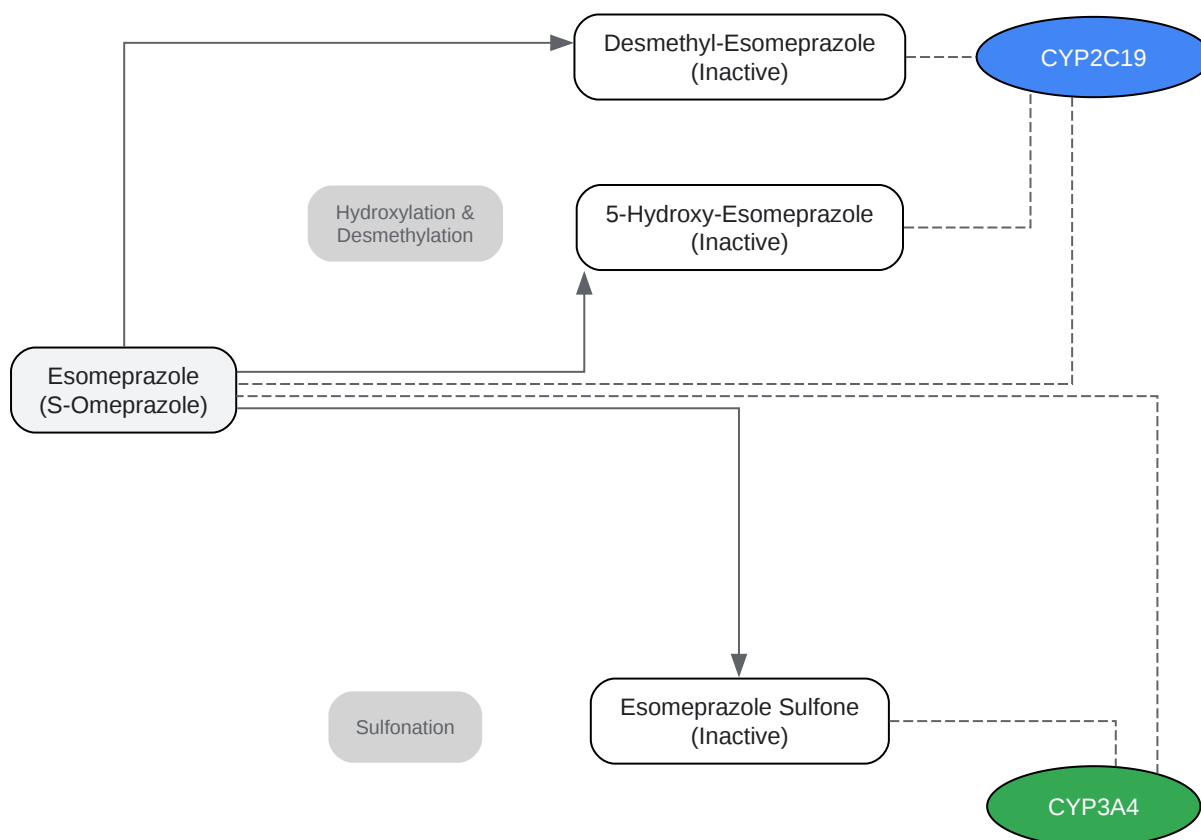 Desmethyl-Esomeprazole
(Inactive)
CYP2C19
Hydroxylation &
Desmethylation
5-Hydroxy-Esomeprazole
(Inactive)
Esomeprazole
(S-Omeprazole)
Sulfonation
Esomeprazole Sulfone
(Inactive)
CYP3A4